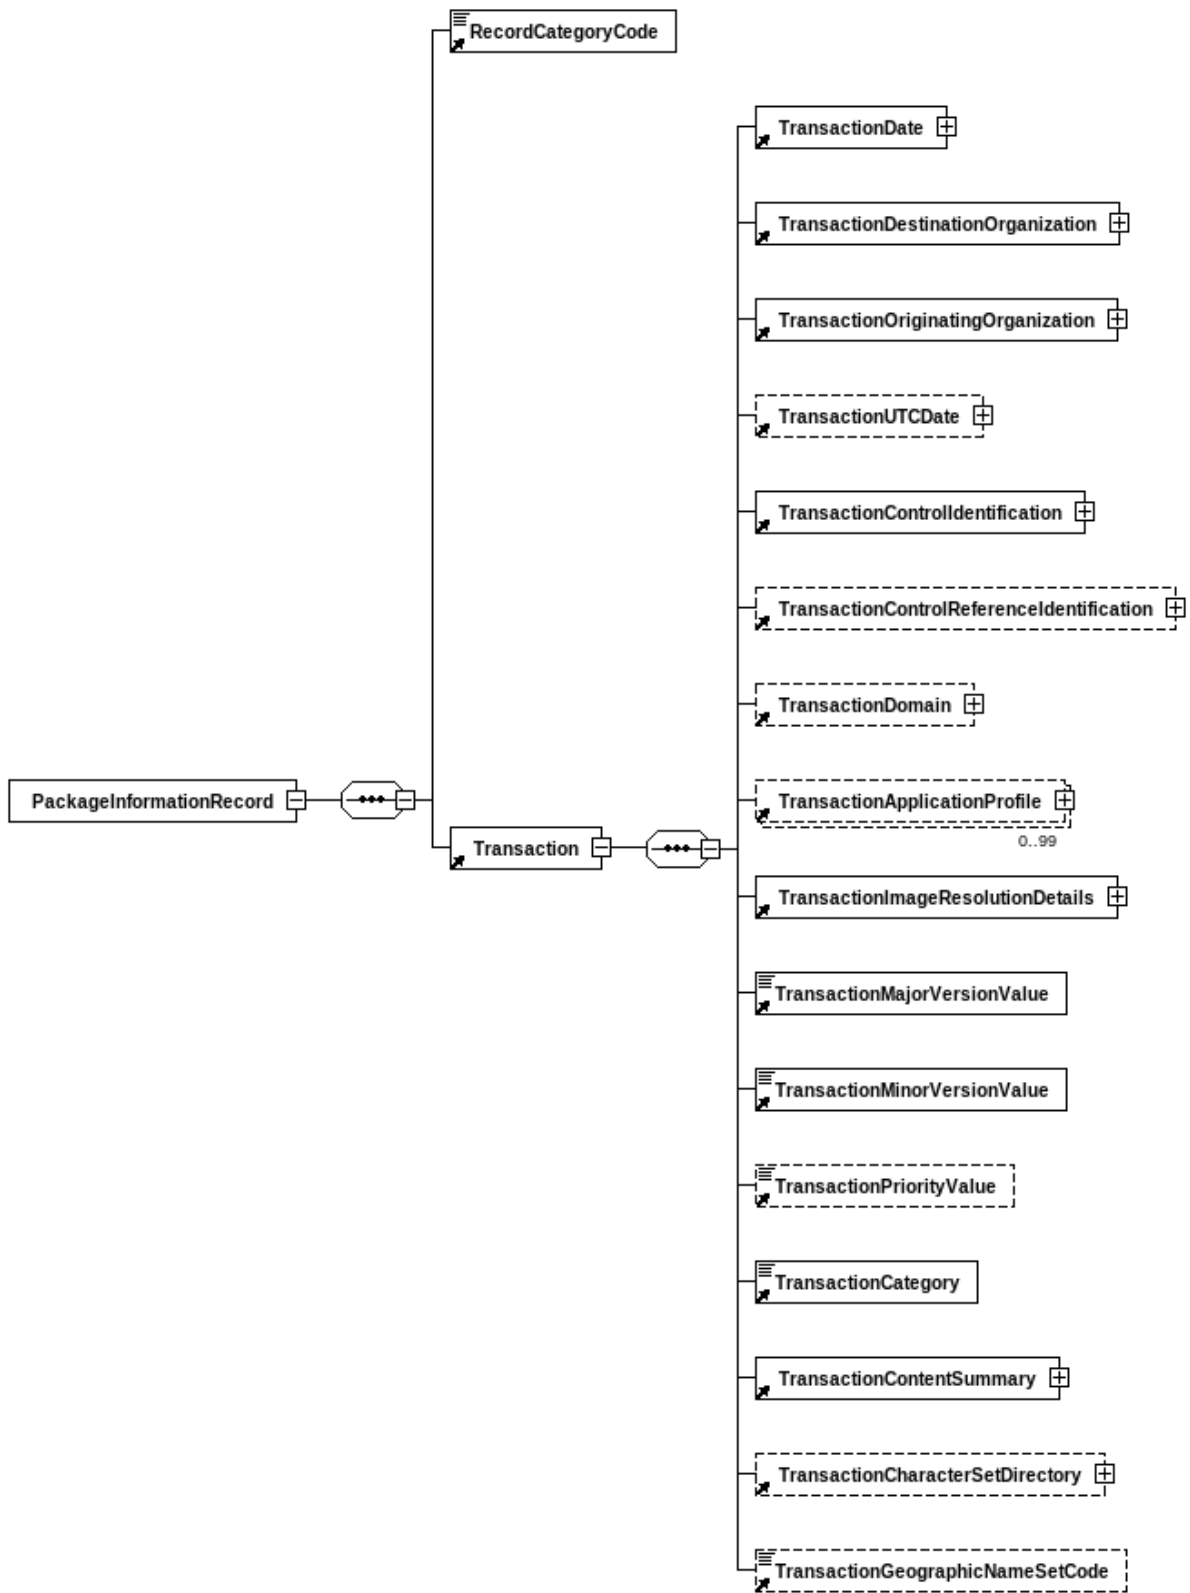 RecordCategoryCode
TransactionDate
TransactionDestinationOrganization
TransactionOriginatingOrganization
TransactionUTCDate
TransactionControlIdentification
TransactionControlReferenceIdentification
TransactionDomain
PackageInformationRecord
TransactionApplicationProfile
0..99
Transaction
TransactionImageResolutionDetails
TransactionMajorVersionValue
TransactionMinorVersionValue
TransactionPriorityValue
TransactionCategory
TransactionContentSummary
TransactionCharacterSetDirectory
TransactionGeographicNameSetCode